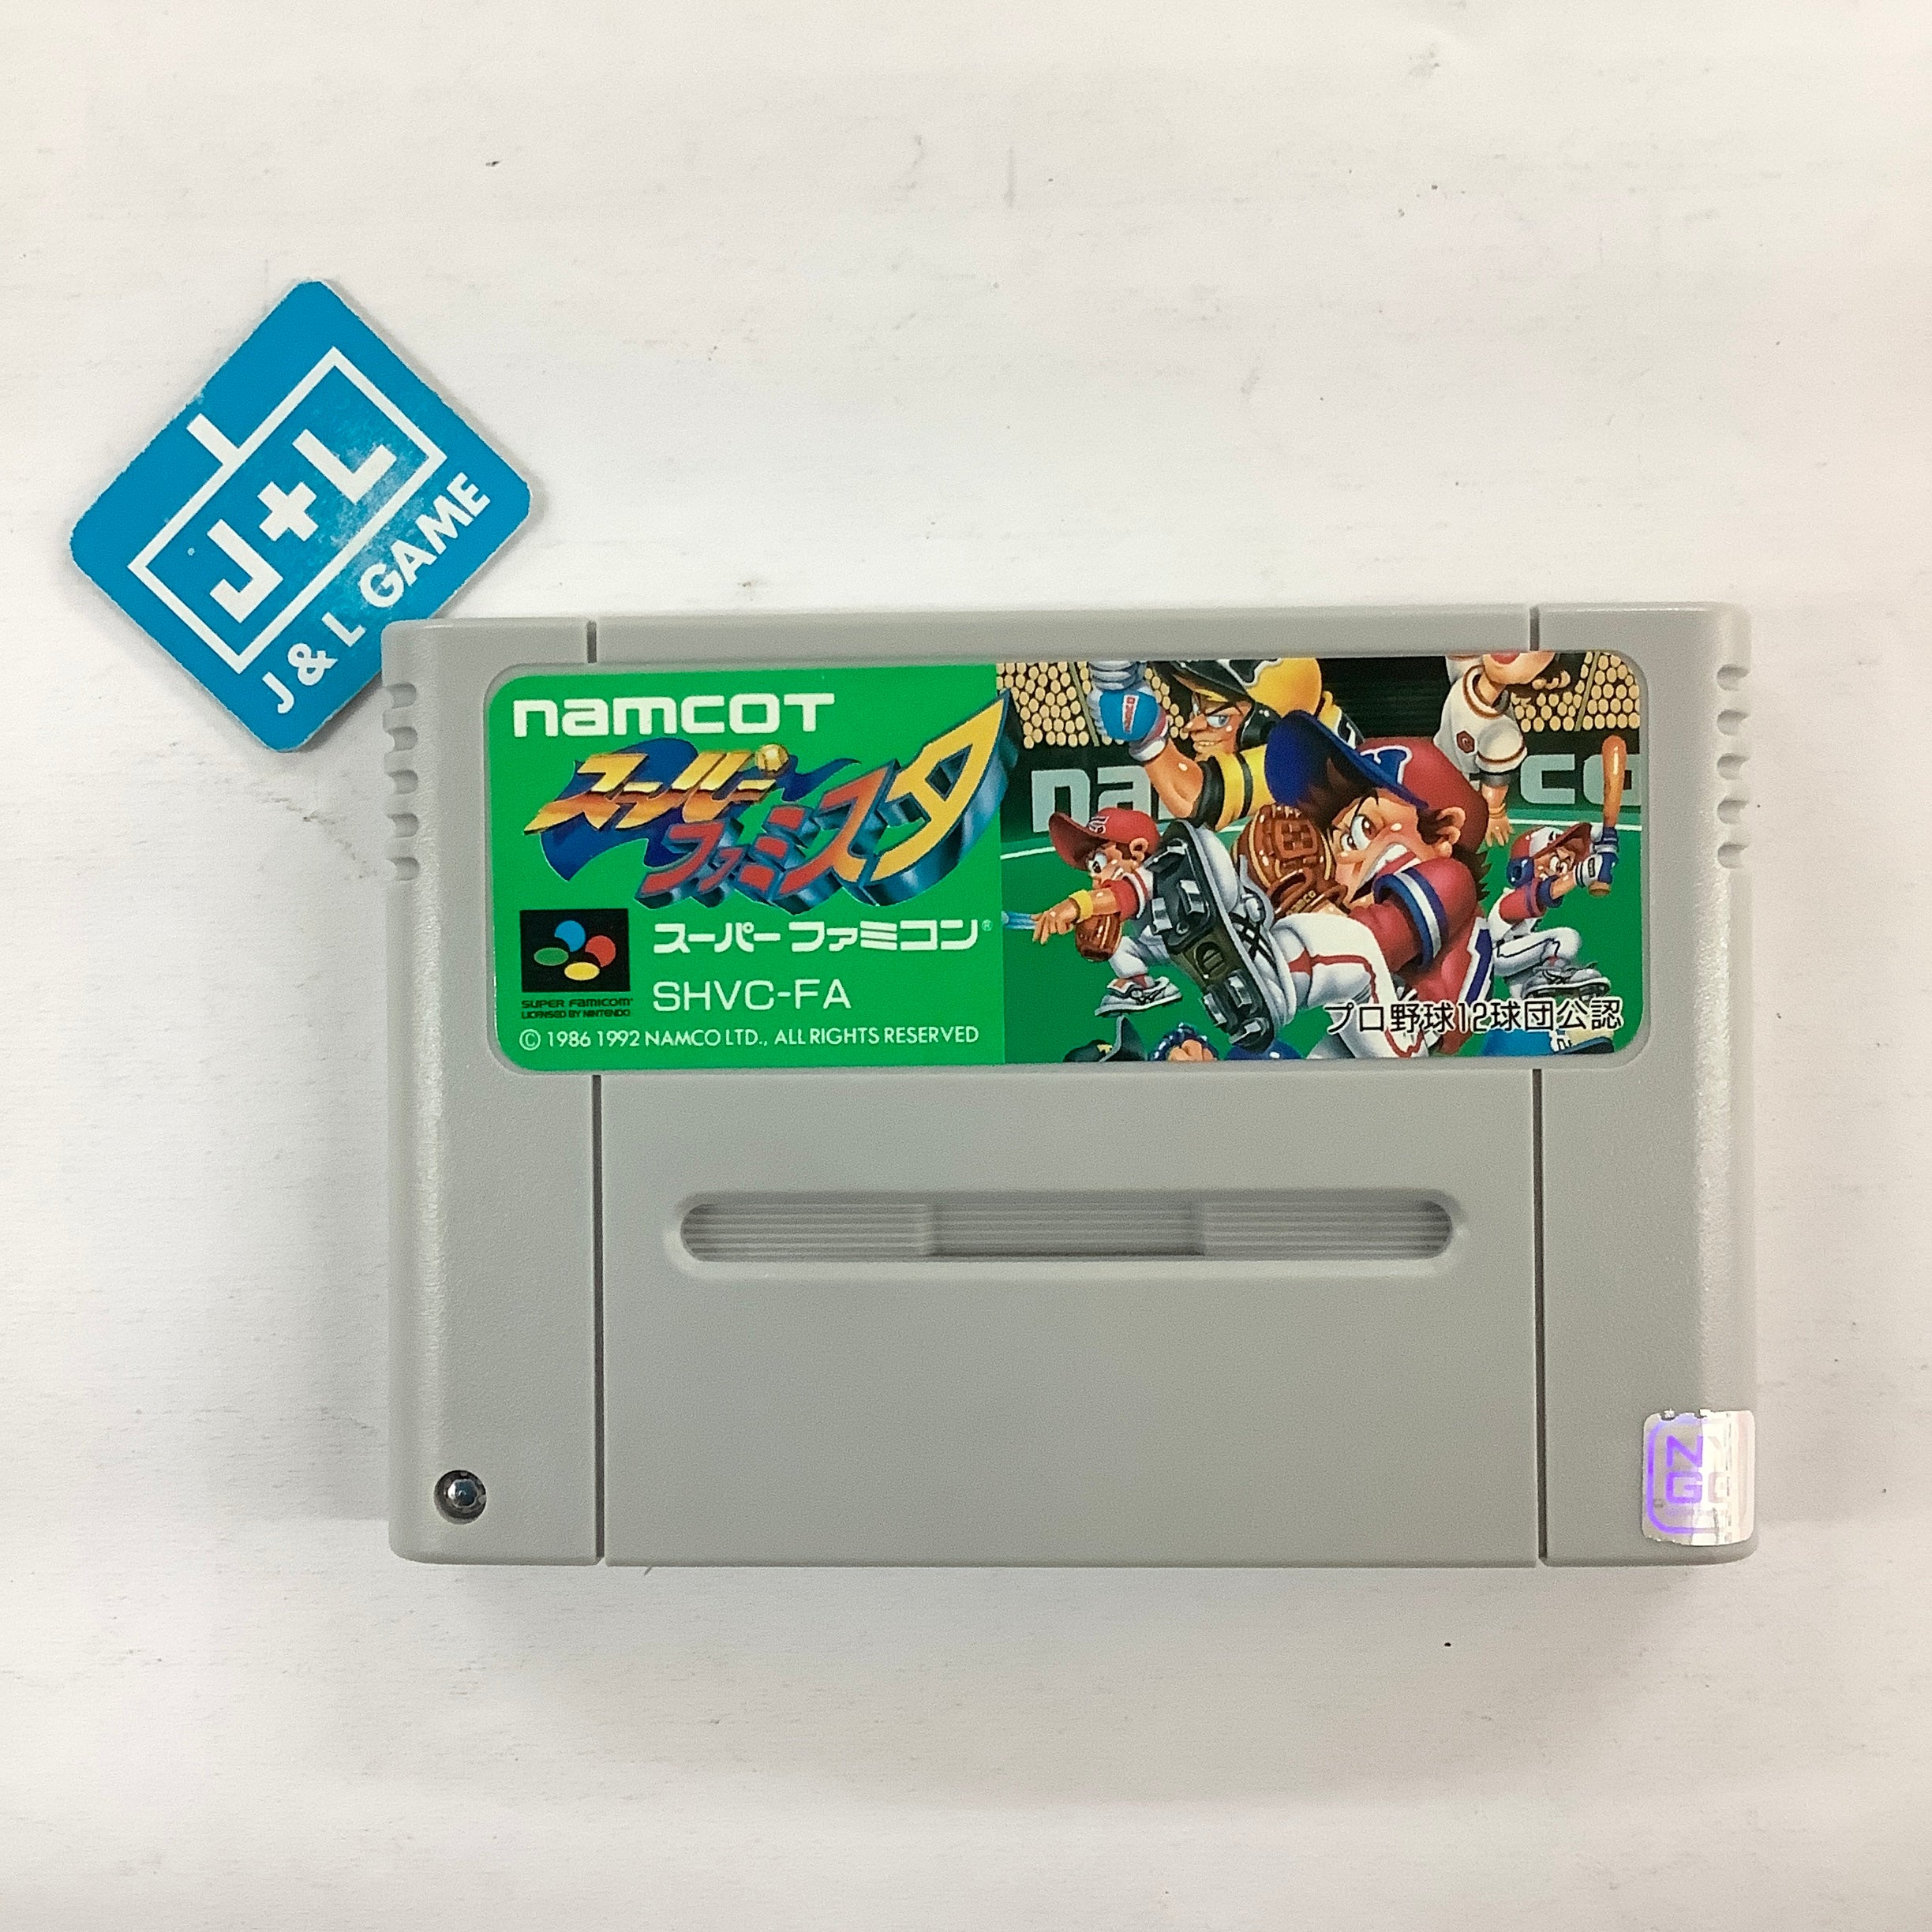 J+L
J & L GAME
namcoT
スーパー
ファミスタ
スーパーファミコン®
SUPER FAMICOM
LICENSED BY NINTENDO
SHVC-FA
© 1986 1992 NAMCO LTD., ALL RIGHTS RESERVED
na
co
プロ野球12球団公認